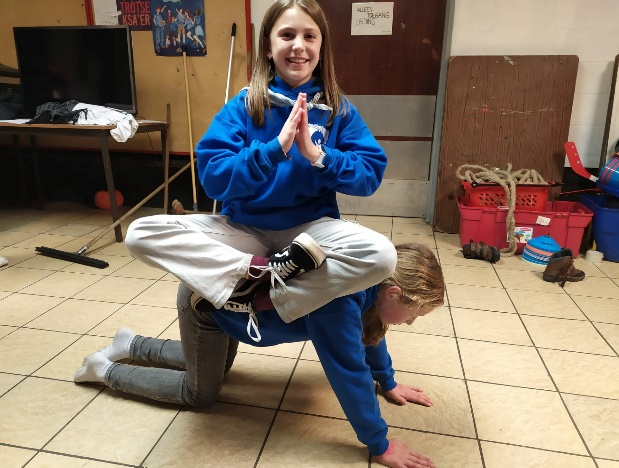 TROTSE
KSA'ER
ALLEEN
TOEGANG
LEIDING